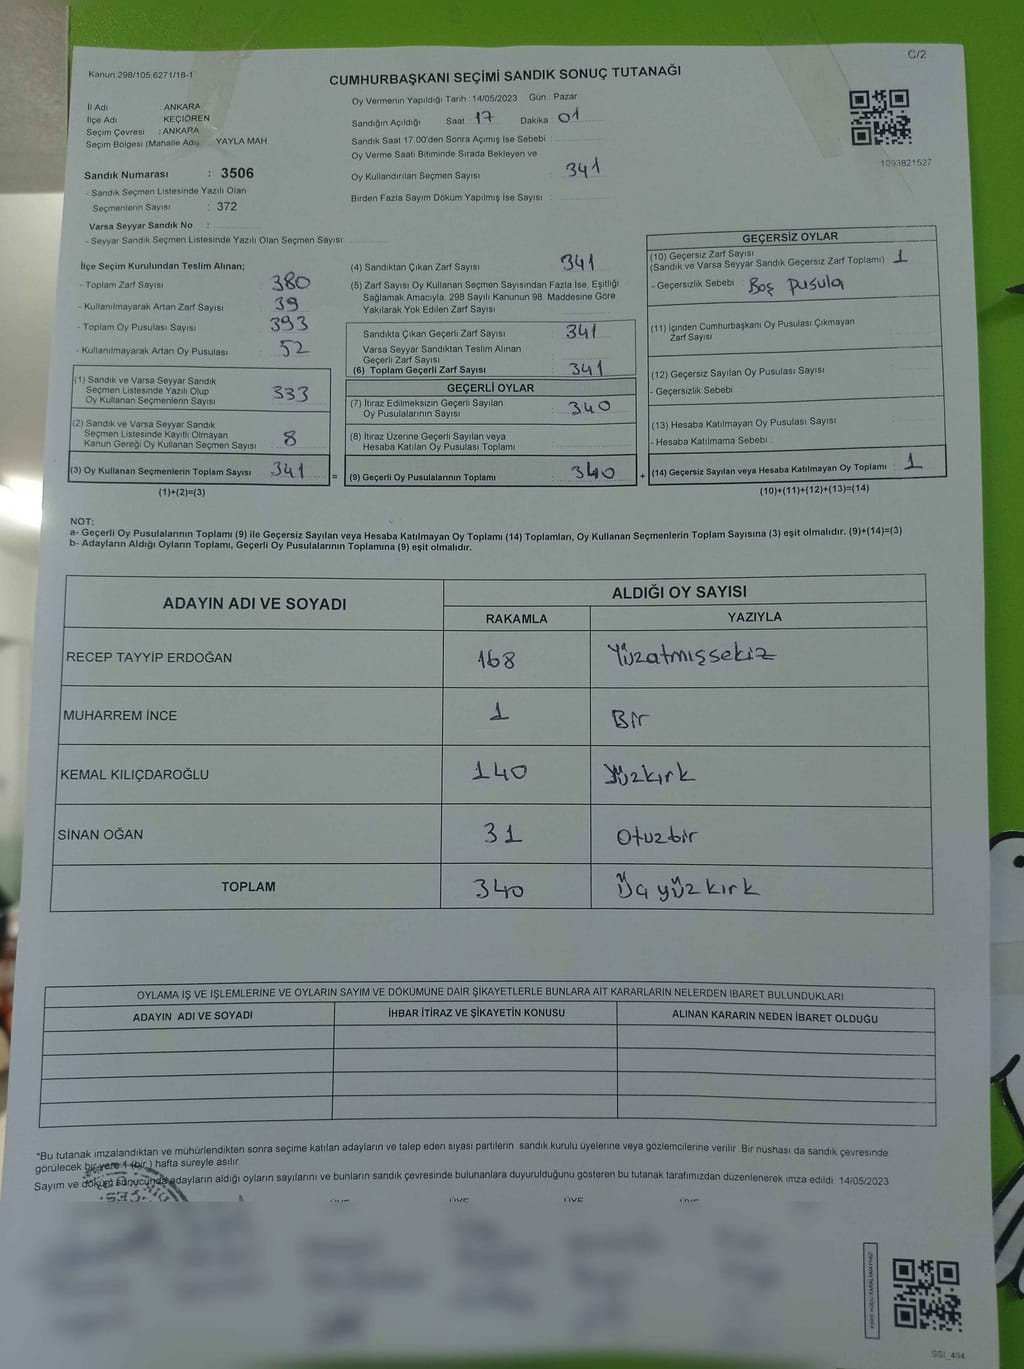 C/2
Kanun:298/105;6271/18-1
CUMHURBAŞKANI SEÇİMİ SANDIK SONUÇ TUTANAĞI
İl Adı : ANKARA
İlçe Adı : KEÇİÖREN
Seçim Çevresi : ANKARA
Seçim Bölgesi (Mahalle Adı) : YAYLA MAH.
Oy Vermenin Yapıldığı Tarih : 14/05/2023 Gün : Pazar
Sandığın Açıldığı Saat 17 Dakika 01
Sandık Saat 17:00'den Sonra Açımış İse Sebebi :
Oy Verme Saati Bitiminde Sırada Bekleyen ve
Oy Kullandırılan Seçmen Sayısı : 341
Birden Fazla Sayım Döküm Yapılmış İse Sayısı :
1093821527
Sandık Numarası : 3506
- Sandık Seçmen Listesinde Yazılı Olan
Seçmenlerin Sayısı : 372
Varsa Seyyar Sandık No :
- Seyyar Sandık Seçmen Listesinde Yazılı Olan Seçmen Sayısı:
İlçe Seçim Kurulundan Teslim Alınan;
- Toplam Zarf Sayısı : 380
- Kullanılmayarak Artan Zarf Sayısı : 39
- Toplam Oy Pusulası Sayısı : 393
- Kullanılmayarak Artan Oy Pusulası : 52
(1) Sandık ve Varsa Seyyar Sandık
Seçmen Listesinde Yazılı Olup
Oy Kullanan Seçmenlerin Sayısı : 333
(2) Sandık ve Varsa Seyyar Sandık
Seçmen Listesinde Kayıtlı Olmayan
Kanun Gereği Oy Kullanan Seçmen Sayısı : 8
(3) Oy Kullanan Seçmenlerin Toplam Sayısı : 341
(1)+(2)=(3)
=
(4) Sandıktan Çıkan Zarf Sayısı : 341
(5) Zarf Sayısı Oy Kullanan Seçmen Sayısından Fazla İse, Eşitliği
Sağlamak Amacıyla, 298 Sayılı Kanunun 98. Maddesine Göre
Yakılarak Yok Edilen Zarf Sayısı :
Sandıkta Çıkan Geçerli Zarf Sayısı : 341
Varsa Seyyar Sandıktan Teslim Alınan
Geçerli Zarf Sayısı :
(6) Toplam Geçerli Zarf Sayısı : 341
GEÇERLİ OYLAR
(7) İtiraz Edilmeksizin Geçerli Sayılan
Oy Pusulalarının Sayısı : 340
(8) İtiraz Üzerine Geçerli Sayılan veya
Hesaba Katılan Oy Pusulası Toplamı :
(9) Geçerli Oy Pusulalarının Toplamı : 340
+
GEÇERSİZ OYLAR
(10) Geçersiz Zarf Sayısı
(Sandık ve Varsa Seyyar Sandık Geçersiz Zarf Toplamı) : 1
- Geçersizlik Sebebi : Boş pusula
(11) İçinden Cumhurbaşkanı Oy Pusulası Çıkmayan
Zarf Sayısı :
(12) Geçersiz Sayılan Oy Pusulası Sayısı :
- Geçersizlik Sebebi :
(13) Hesaba Katılmayan Oy Pusulası Sayısı :
- Hesaba Katılmama Sebebi :
(14) Geçersiz Sayılan veya Hesaba Katılmayan Oy Toplamı : 1
(10)+(11)+(12)+(13)=(14)
NOT:
a- Geçerli Oy Pusulalarının Toplamı (9) ile Geçersiz Sayılan veya Hesaba Katılmayan Oy Toplamı (14) Toplamları, Oy Kullanan Seçmenlerin Toplam Sayısına (3) eşit olmalıdır. (9)+(14)=(3)
b- Adayların Aldığı Oyların Toplamı, Geçerli Oy Pusulalarının Toplamına (9) eşit olmalıdır.
ADAYIN ADI VE SOYADI ALDIĞI OY SAYISI
RAKAMLA YAZIYLA
RECEP TAYYİP ERDOĞAN 168 Yüzatmışsekiz
MUHARREM İNCE 1 Bir
KEMAL KILIÇDAROĞLU 140 Yüzkırk
SİNAN OĞAN 31 Otuzbir
TOPLAM 340 Üç yüz kırk
OYLAMA İŞ VE İŞLEMLERİNE VE OYLARIN SAYIM VE DÖKÜMÜNE DAİR ŞİKAYETLERLE BUNLARA AİT KARARLARIN NELERDEN İBARET BULUNDUKLARI
ADAYIN ADI VE SOYADI İHBAR İTİRAZ VE ŞİKAYETİN KONUSU ALINAN KARARIN NEDEN İBARET OLDUĞU
*Bu tutanak imzalandıktan ve mühürlendikten sonra seçime katılan adayların ve talep eden siyasi partilerin sandık kurulu üyelerine veya gözlemcilerine verilir. Bir nüshası da sandık çevresinde
görülecek bir yere 1 (bir) hafta süreyle asılır.
Sayım ve döküm sonucunda adayların aldığı oyların sayılarını ve bunların sandık çevresinde bulunanlara duyurulduğunu gösteren bu tutanak tarafımızdan düzenlenerek imza edildi. 14/05/2023
ÜYE ÜYE ÜYE ÜYE
SSI_494